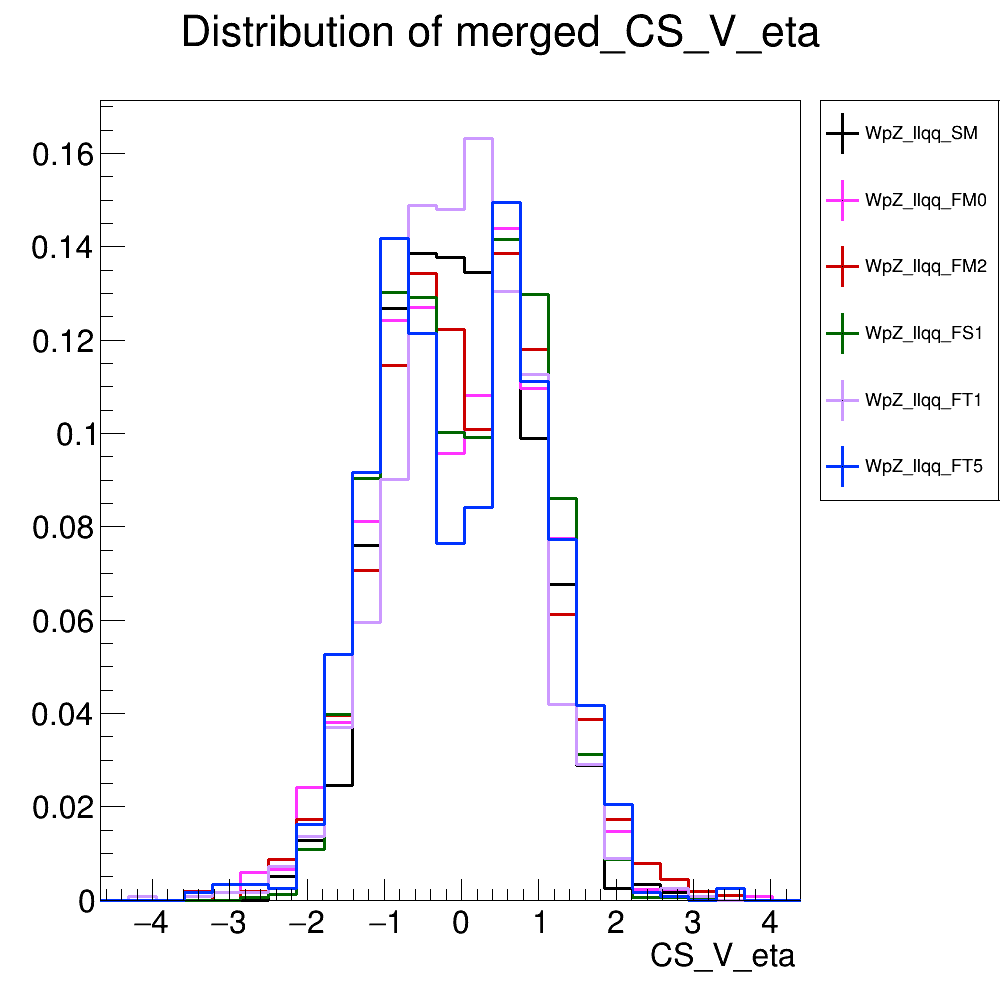 Distribution of merged_CS_V_eta
0.16
0.14
0.12
0.1
0.08
0.06
0.04
0.02
0
−4
−3
−2
−1
0
1
2
3
4
CS_V_eta
WpZ_llqq_SM
WpZ_llqq_FM0
WpZ_llqq_FM2
WpZ_llqq_FS1
WpZ_llqq_FT1
WpZ_llqq_FT5